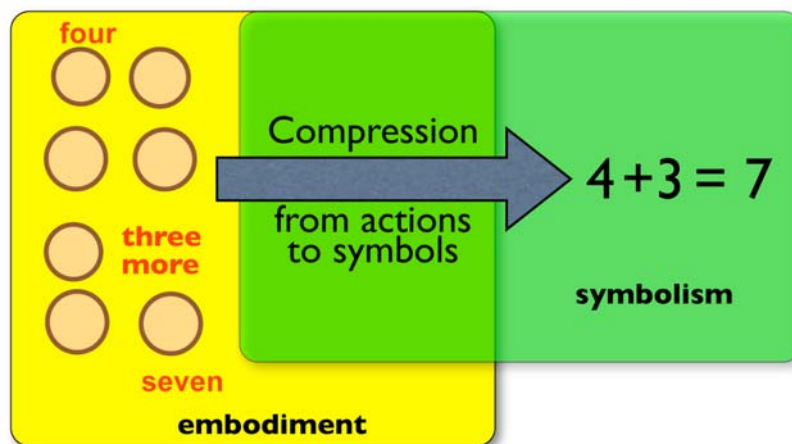 four
Compression
4+3 = 7
from actions
to symbols
three
more
symbolism
seven
embodiment